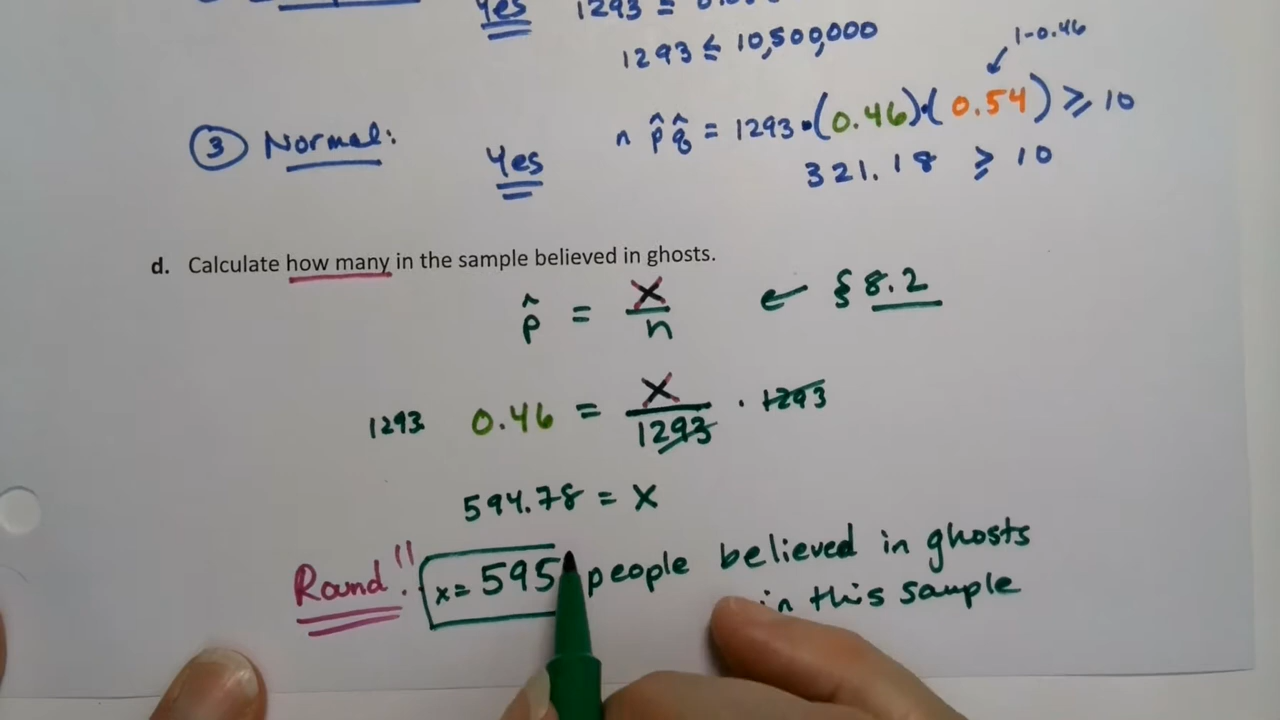 Yes 1293 ≤
1293 ≤ 10,500,000
1-0.46
③ Normal: Yes n p̂ q̂ = 1293•(0.46)•(0.54) ⩾ 10
321.18 ⩾ 10
d. Calculate how many in the sample believed in ghosts.
p̂ = X/n ← § 8.2
1293 · 0.46 = X/1293 · 1293
594.78 = X
Round!! x = 595 people believed in ghosts
in this sample